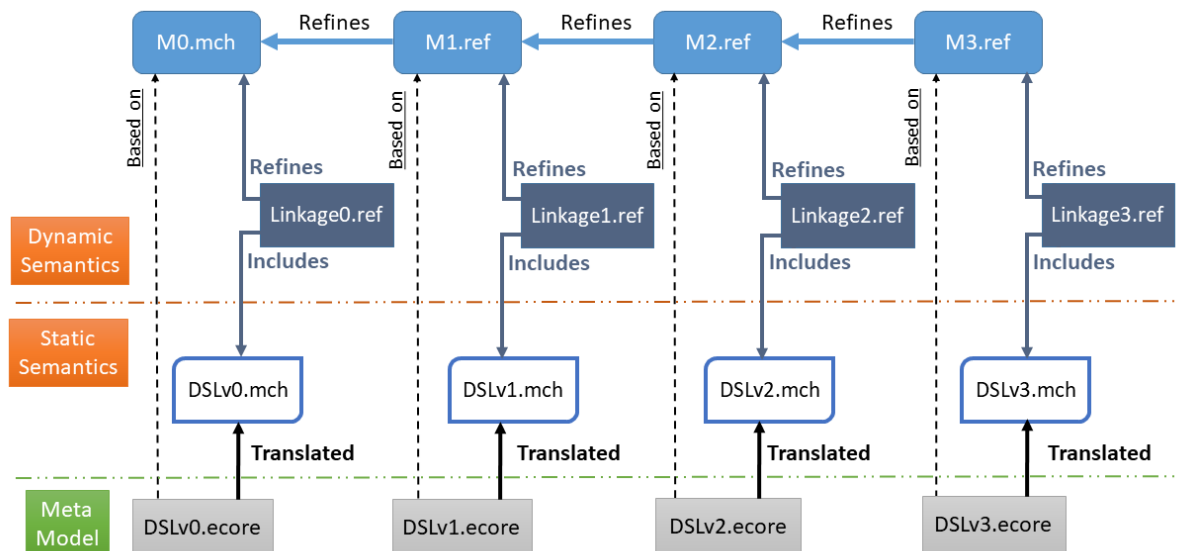 Refines
Refines
Refines
M0.mch
M1.ref
M2.ref
M3.ref
Based on
Based on
Based on
Based on
Refines
Refines
Refines
Refines
Linkage0.ref
Linkage1.ref
Linkage2.ref
Linkage3.ref
Dynamic
Semantics
Includes
Includes
Includes
Includes
Static
Semantics
DSLv0.mch
DSLv1.mch
DSLv2.mch
DSLv3.mch
Translated
Translated
Translated
Translated
Meta
Model
DSLv0.ecore
DSLv1.ecore
DSLv2.ecore
DSLv3.ecore